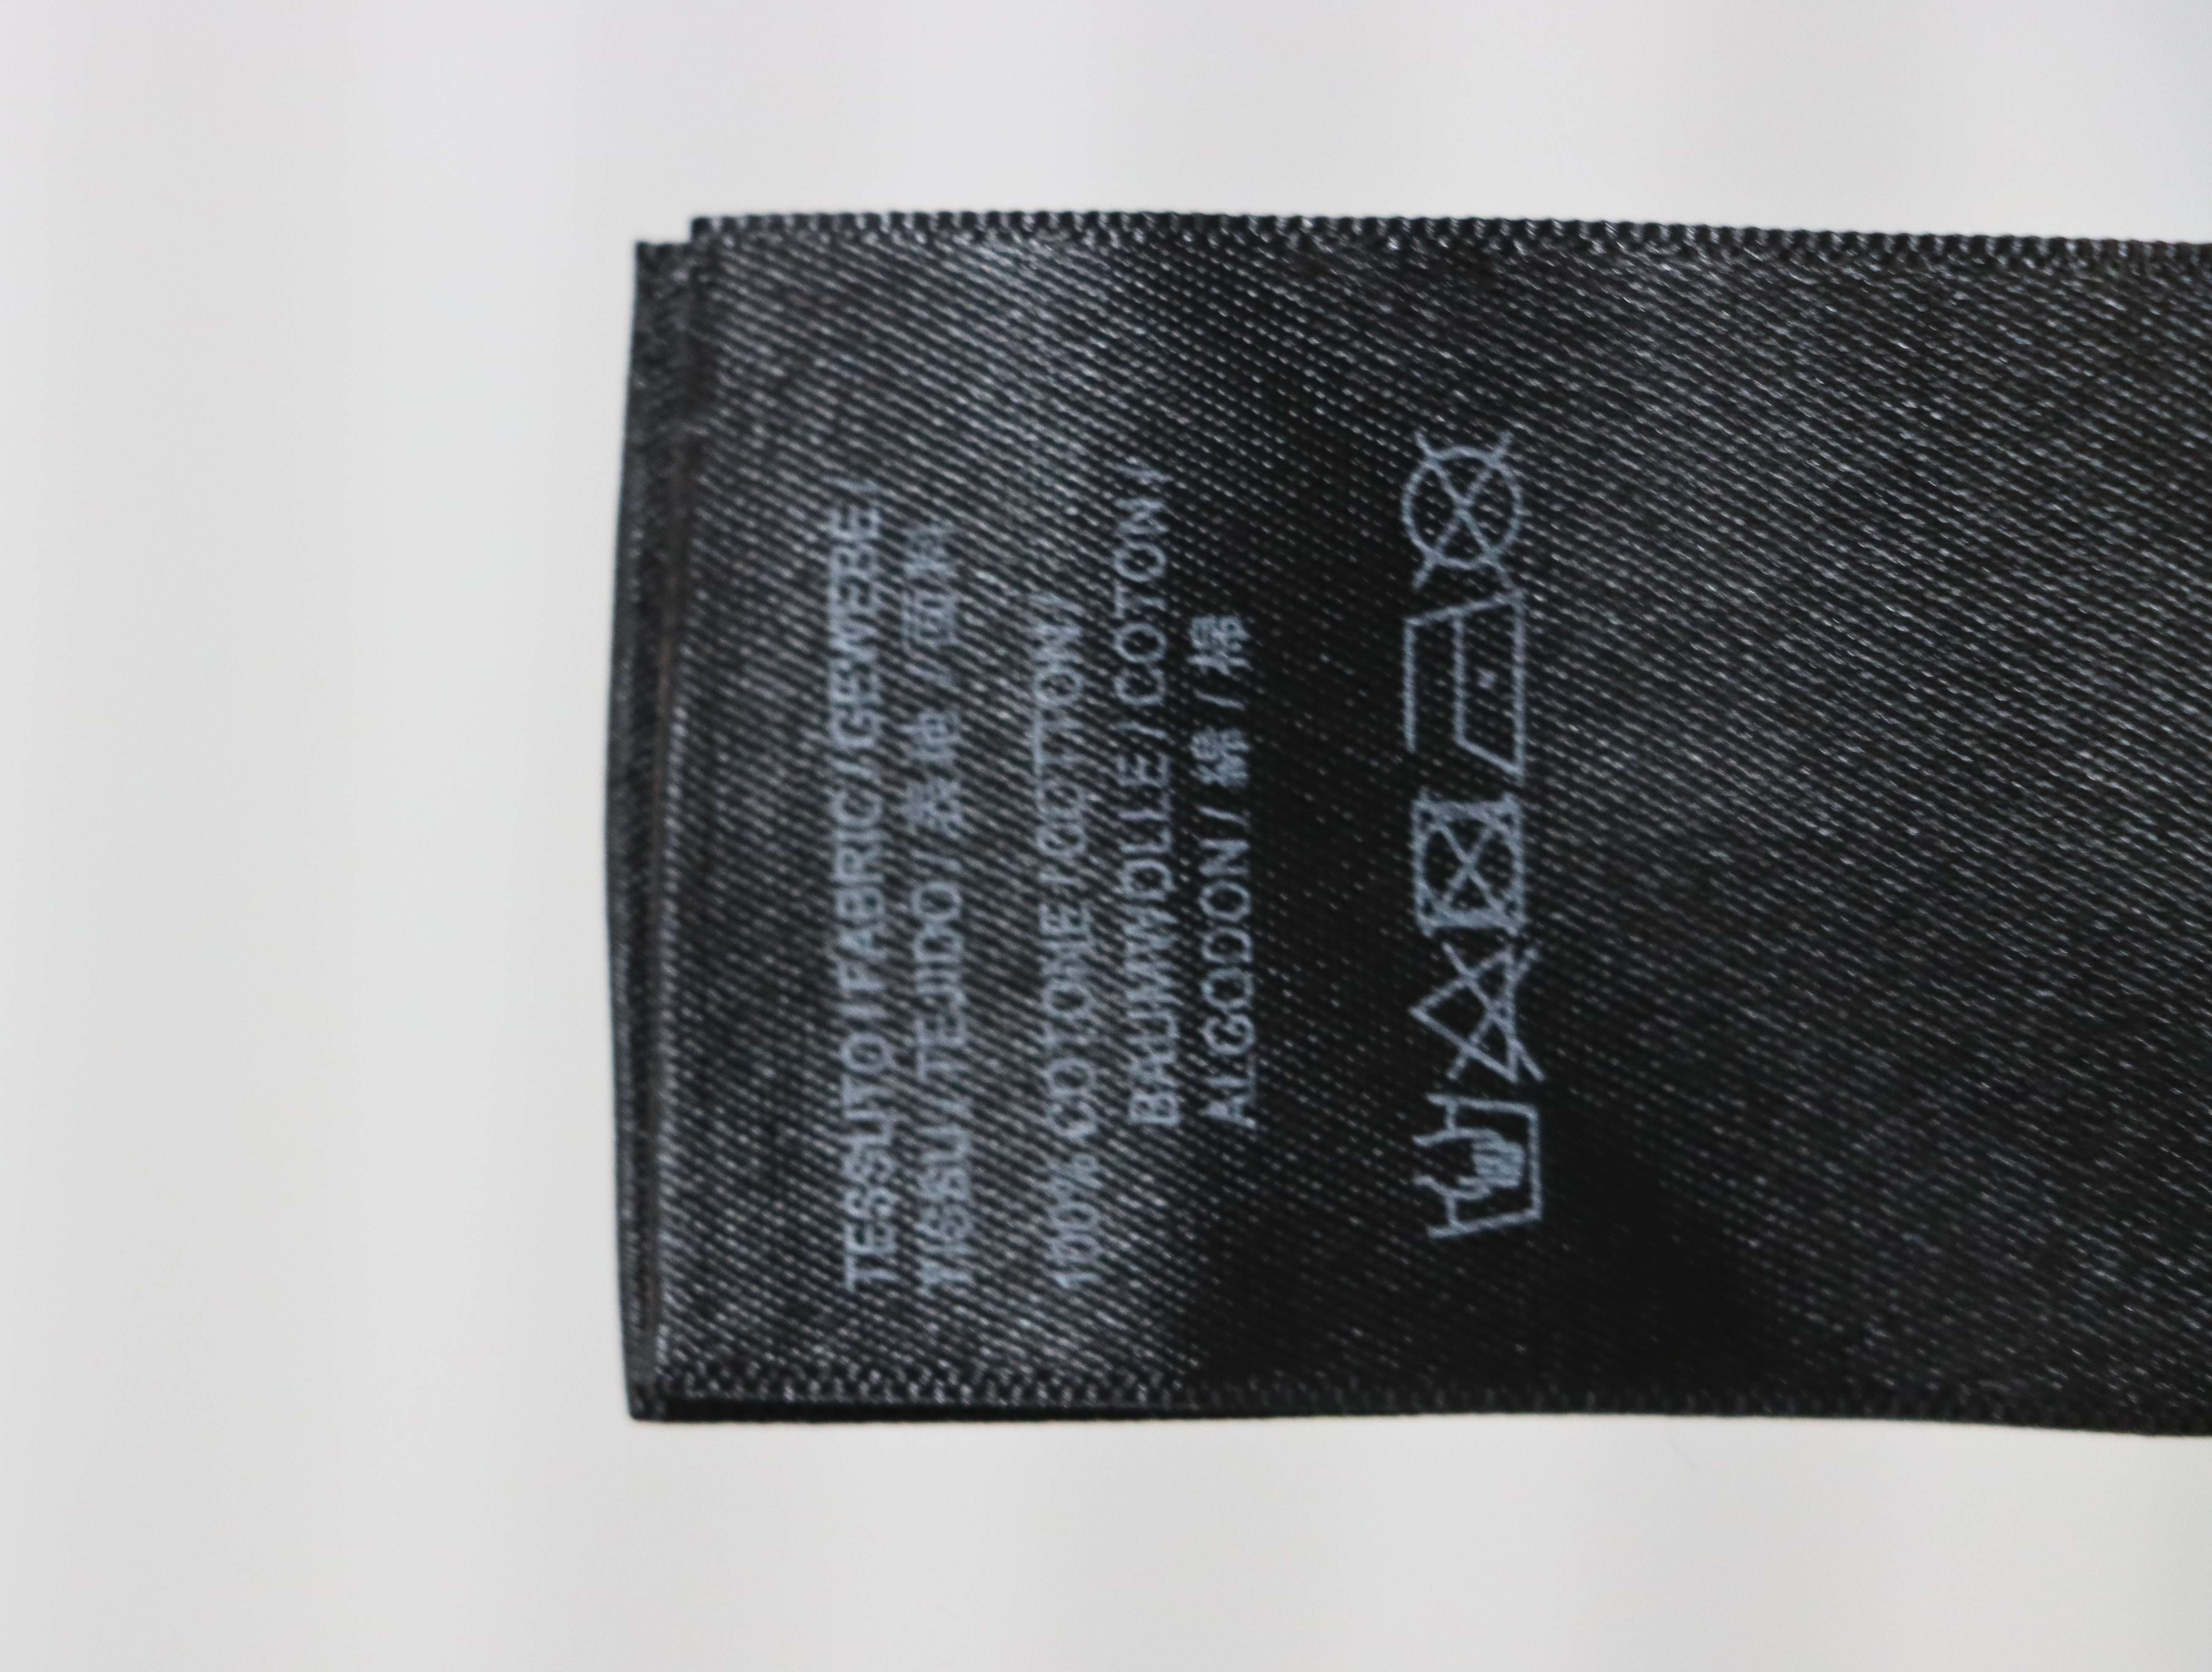 TESSUTO/FABRIC/GEWEBE/
TISSU/TEJIDO/表地/面料
100% COTONE/COTTON/
BAUMWOLLE/COTON/
ALGODON/綿/棉